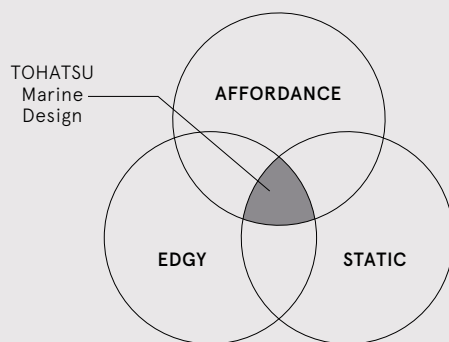 TOHATSU
Marine
Design
AFFORDANCE
EDGY
STATIC